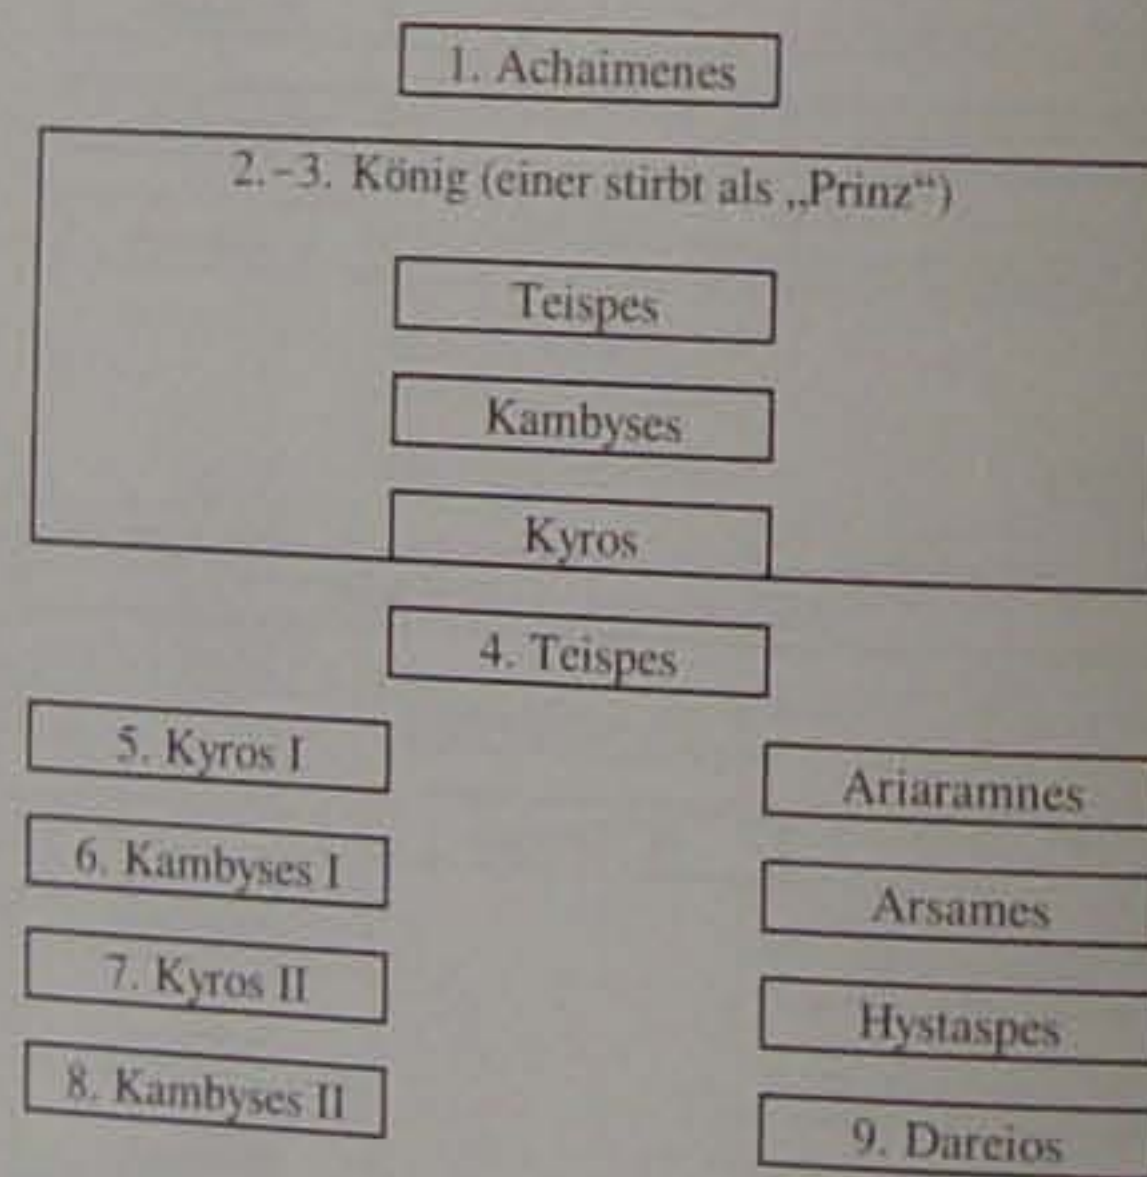 1. Achaimenes
2.–3. König (einer stirbt als „Prinz“)
Teispes
Kambyses
Kyros
4. Teispes
5. Kyros I
Ariaramnes
6. Kambyses I
Arsames
7. Kyros II
Hystaspes
8. Kambyses II
9. Dareios